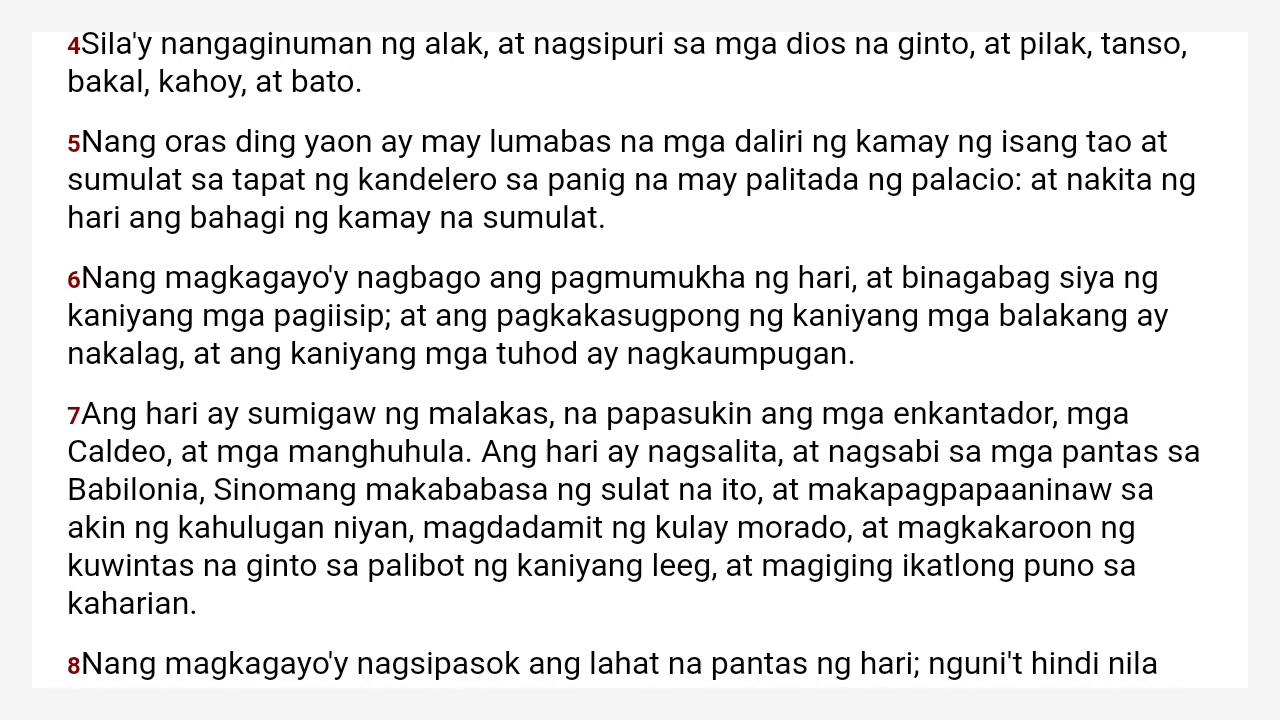 4Sila'y nangaginuman ng alak, at nagsipuri sa mga dios na ginto, at pilak, tanso,
bakal, kahoy, at bato.
5Nang oras ding yaon ay may lumabas na mga daliri ng kamay ng isang tao at
sumulat sa tapat ng kandelero sa panig na may palitada ng palacio: at nakita ng
hari ang bahagi ng kamay na sumulat.
6Nang magkagayo'y nagbago ang pagmumukha ng hari, at binagabag siya ng
kaniyang mga pagiisip; at ang pagkakasugpong ng kaniyang mga balakang ay
nakalag, at ang kaniyang mga tuhod ay nagkaumpugan.
7Ang hari ay sumigaw ng malakas, na papasukin ang mga enkantador, mga
Caldeo, at mga manghuhula. Ang hari ay nagsalita, at nagsabi sa mga pantas sa
Babilonia, Sinomang makababasa ng sulat na ito, at makapagpapaaninaw sa
akin ng kahulugan niyan, magdadamit ng kulay morado, at magkakaroon ng
kuwintas na ginto sa palibot ng kaniyang leeg, at magiging ikatlong puno sa
kaharian.
8Nang magkagayo'y nagsipasok ang lahat na pantas ng hari; nguni't hindi nila